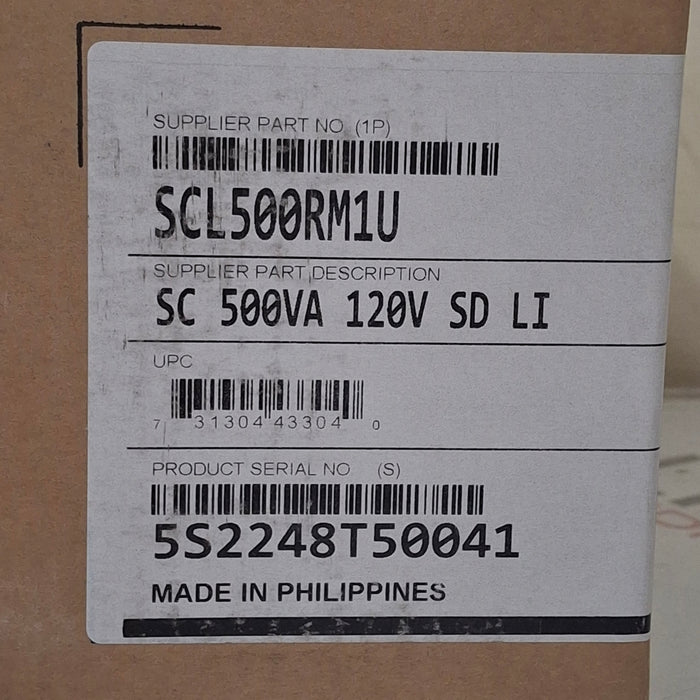 SUPPLIER PART NO (1P)
SCL500RM1U
SUPPLIER PART DESCRIPTION
SC 500VA 120V SD LI
UPC
7 31304 43304 0
PRODUCT SERIAL NO (S)
5S2248T50041
MADE IN PHILIPPINES